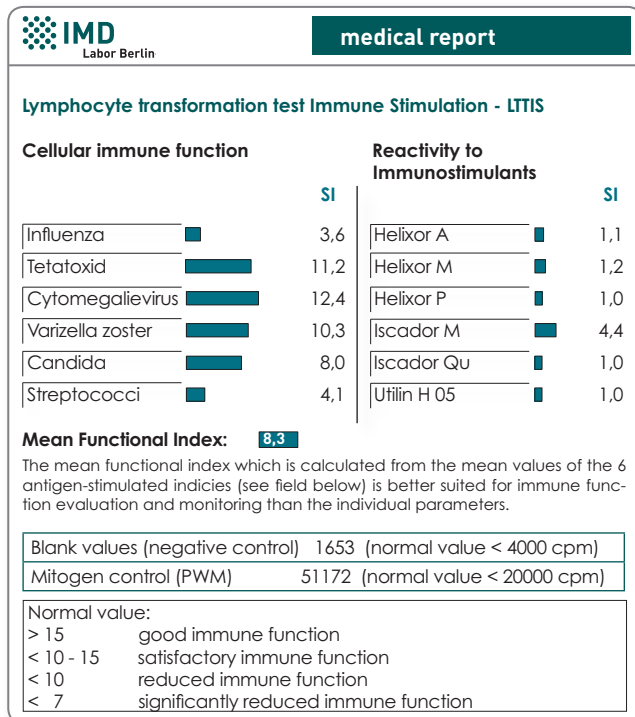 IMD
Labor Berlin
medical report
Lymphocyte transformation test Immune Stimulation - LTTIS
Cellular immune function
SI
Influenza 3,6
Tetatoxid 11,2
Cytomegalievirus 12,4
Varizella zoster 10,3
Candida 8,0
Streptococci 4,1
Reactivity to
Immunostimulants
SI
Helixor A 1,1
Helixor M 1,2
Helixor P 1,0
Iscador M 4,4
Iscador Qu 1,0
Utilin H 05 1,0
Mean Functional Index: 8,3
The mean functional index which is calculated from the mean values of the 6
antigen-stimulated indicies (see field below) is better suited for immune func-
tion evaluation and monitoring than the individual parameters.
Blank values (negative control) 1653 (normal value < 4000 cpm)
Mitogen control (PWM) 51172 (normal value < 20000 cpm)
Normal value:
> 15 good immune function
< 10 - 15 satisfactory immune function
< 10 reduced immune function
< 7 significantly reduced immune function